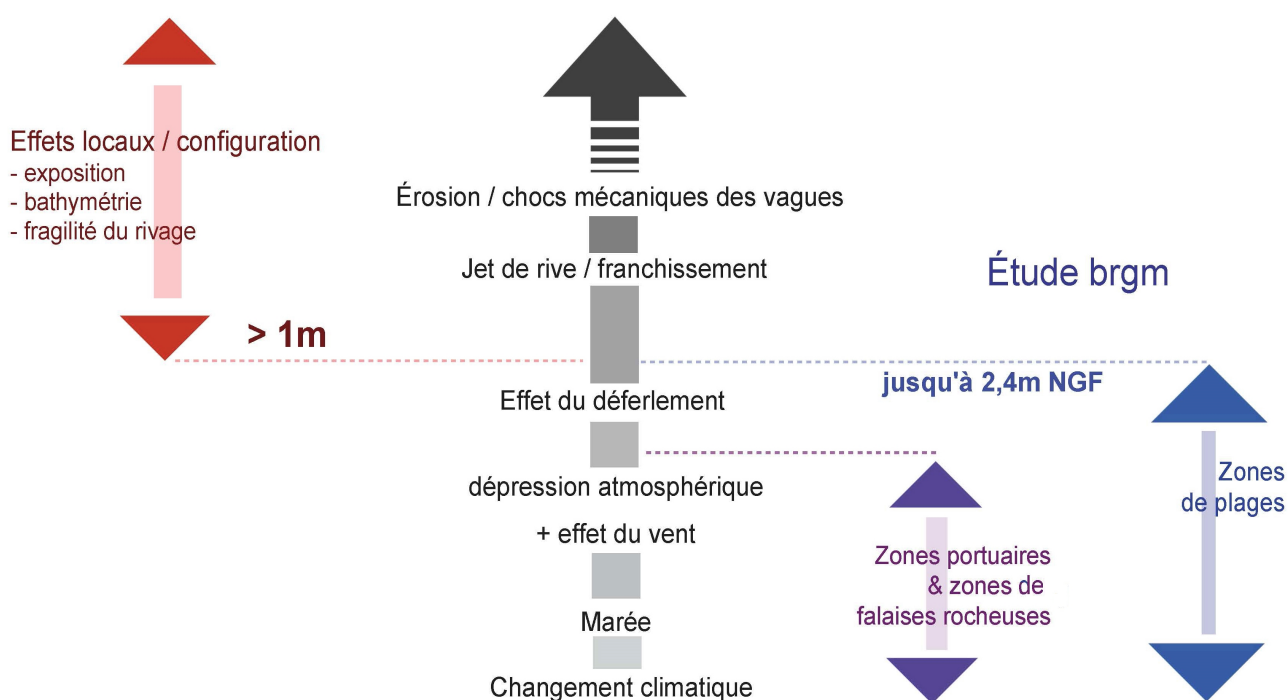 Effets locaux / configuration
- exposition
- bathymétrie
- fragilité du rivage
> 1m
Érosion / chocs mécaniques des vagues
Jet de rive / franchissement
Effet du déferlement
dépression atmosphérique
+ effet du vent
Marée
Changement climatique
Étude brgm
jusqu'à 2,4m NGF
Zones portuaires
& zones de
falaises rocheuses
Zones
de plages